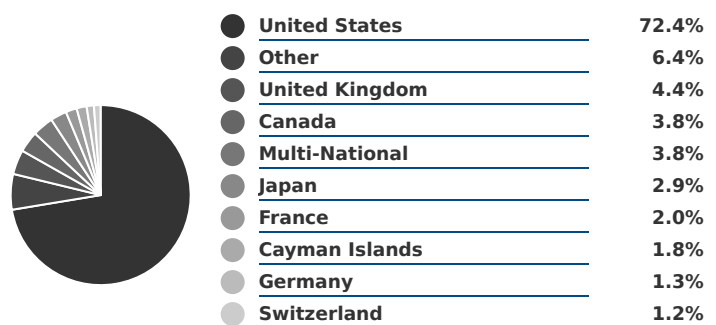 United States 72.4%
Other 6.4%
United Kingdom 4.4%
Canada 3.8%
Multi-National 3.8%
Japan 2.9%
France 2.0%
Cayman Islands 1.8%
Germany 1.3%
Switzerland 1.2%